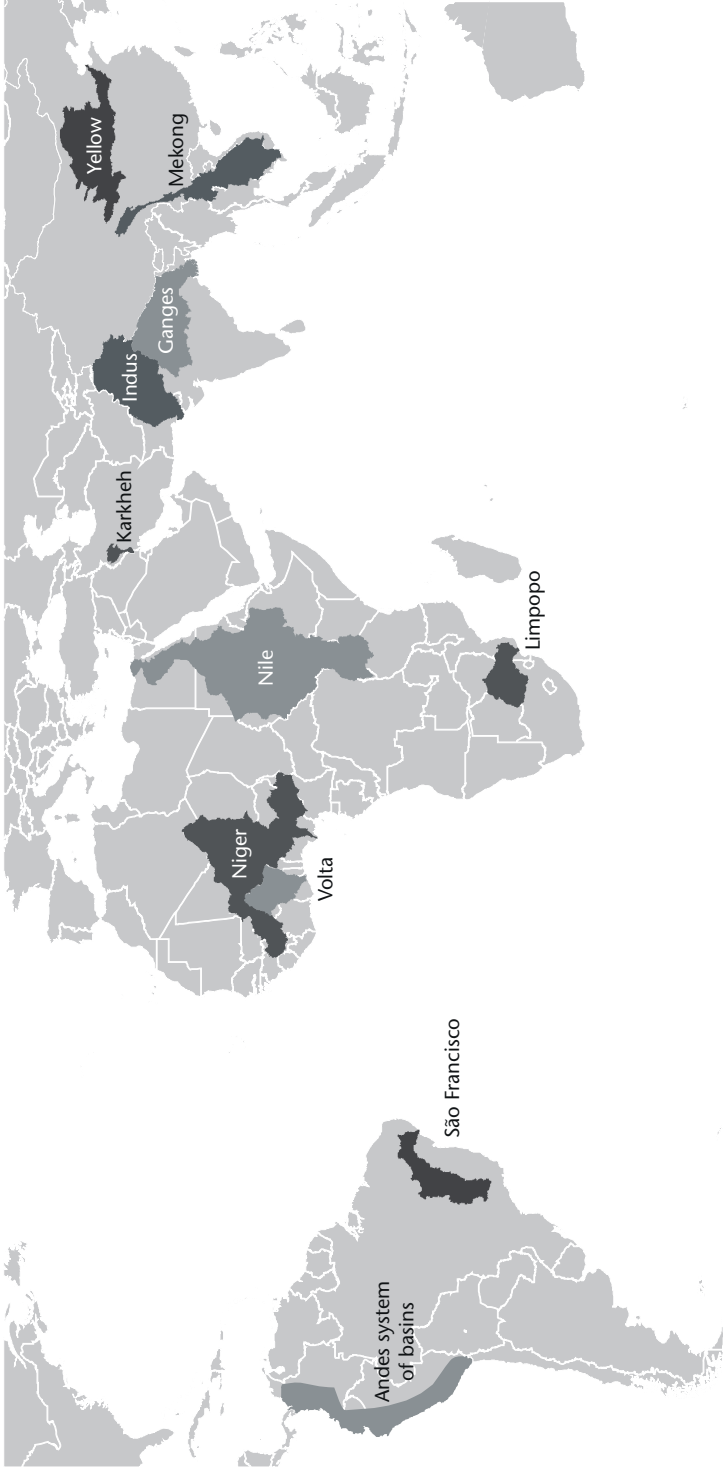 Andes system
of basins
São Francisco
Volta
Niger
Nile
Limpopo
Karkheh
Indus
Ganges
Mekong
Yellow